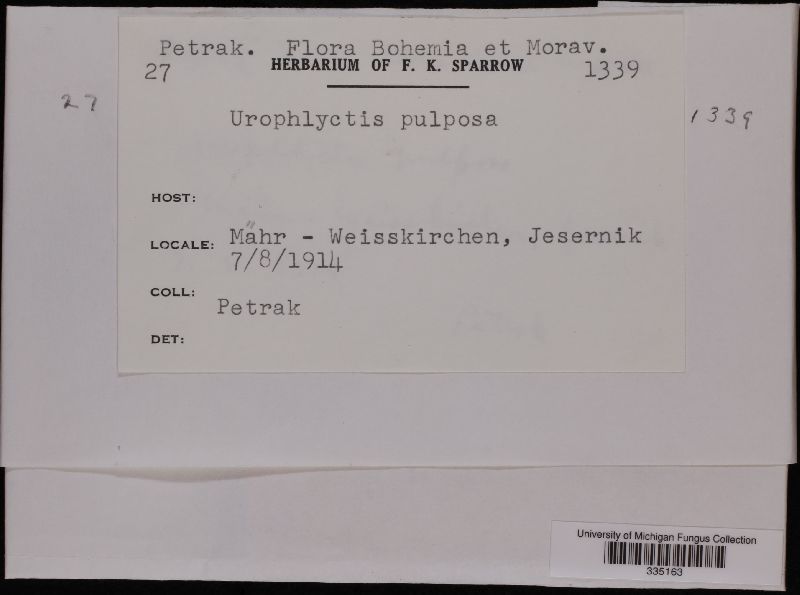 Petrak. Flora Bohemia et Morav.
27 HERBARIUM OF F. K. SPARROW 1339
27 1339
Urophlyctis pulposa
HOST:
LOCALE: Mähr - Weisskirchen, Jesernik
7/8/1914
COLL: Petrak
DET:
University of Michigan Fungus Collection
335163